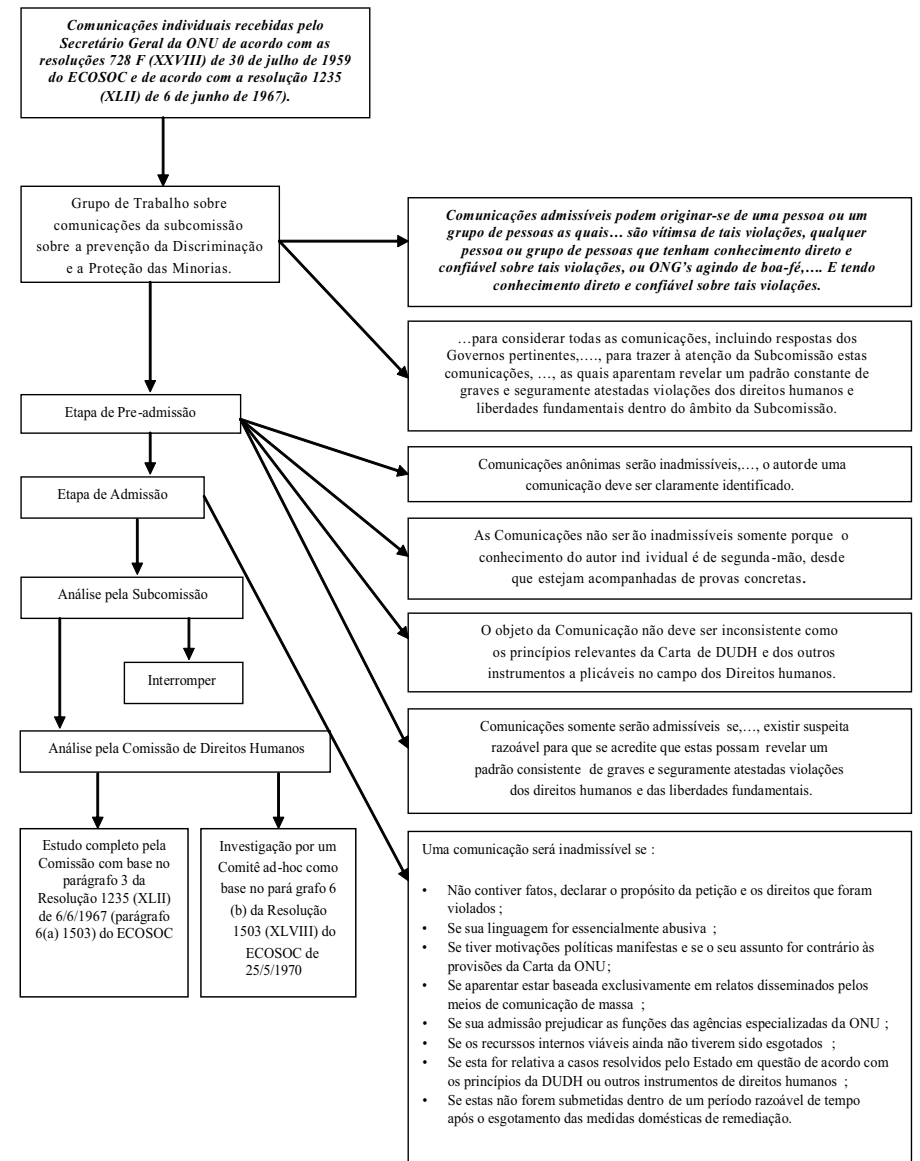 Comunicações individuais recebidas pelo
Secretário Geral da ONU de acordo com as
resoluções 728 F (XXVIII) de 30 de julho de 1959
do ECOSOC e de acordo com a resolução 1235
(XLII) de 6 de junho de 1967).
Grupo de Trabalho sobre
comunicações da subcomissão
sobre a prevenção da Discriminação
e a Proteção das Minorias.
Comunicações admissíveis podem originar-se de uma pessoa ou um
grupo de pessoas as quais… são vítimsa de tais violações, qualquer
pessoa ou grupo de pessoas que tenham conhecimento direto e
confiável sobre tais violações, ou ONG's agindo de boa-fé,…. E tendo
conhecimento direto e confiável sobre tais violações.
…para considerar todas as comunicações, incluindo respostas dos
Governos pertinentes,…., para trazer à atenção da Subcomissão estas
comunicações, …, as quais aparentam revelar um padrão constante de
graves e seguramente atestadas violações dos direitos humanos e
liberdades fundamentais dentro do âmbito da Subcomissão.
Etapa de Pre-admissão
Comunicações anônimas serão inadmissíveis,…, o autorde uma
comunicação deve ser claramente identificado.
Etapa de Admissão
As Comunicações não ser ão inadmissíveis somente porque o
conhecimento do autor ind ividual é de segunda-mão, desde
que estejam acompanhadas de provas concretas.
Análise pela Subcomissão
O objeto da Comunicação não deve ser inconsistente como
os princípios relevantes da Carta de DUDH e dos outros
instrumentos a plicáveis no campo dos Direitos humanos.
Interromper
Comunicações somente serão admissíveis se,…, existir suspeita
razoável para que se acredite que estas possam revelar um
padrão consistente de graves e seguramente atestadas violações
dos direitos humanos e das liberdades fundamentais.
Análise pela Comissão de Direitos Humanos
Estudo completo pela
Comissão com base no
parágrafo 3 da
Resolução 1235 (XLII)
de 6/6/1967 (parágrafo
6(a) 1503) do ECOSOC
Investigação por um
Comitê ad-hoc como
base no pará grafo 6
(b) da Resolução
1503 (XLVIII) do
ECOSOC de
25/5/1970
Uma comunicação será inadmissível se :
• Não contiver fatos, declarar o propósito da petição e os direitos que foram
violados ;
• Se sua linguagem for essencialmente abusiva ;
• Se tiver motivações políticas manifestas e se o seu assunto for contrário às
provisões da Carta da ONU;
• Se aparentar estar baseada exclusivamente em relatos disseminados pelos
meios de comunicação de massa ;
• Se sua admissâo prejudicar as funções das agências especializadas da ONU ;
• Se os recurssos internos viáveis ainda não tiverem sido esgotados ;
• Se esta for relativa a casos resolvidos pelo Estado em questão de acordo com
os princípios da DUDH ou outros instrumentos de direitos humanos ;
• Se estas não forem submetidas dentro de um período razoável de tempo
após o esgotamento das medidas domésticas de remediação.